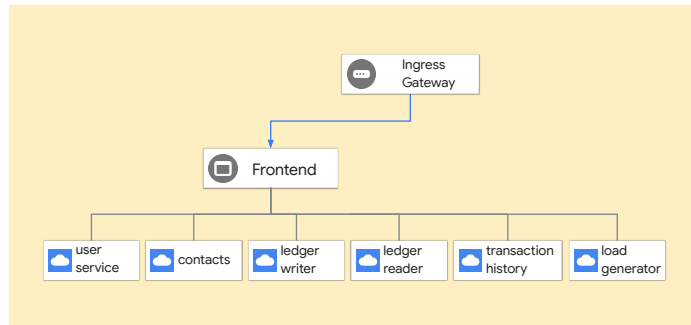 Ingress
Gateway
Frontend
user
service
contacts
ledger
writer
ledger
reader
transaction
history
load
generator